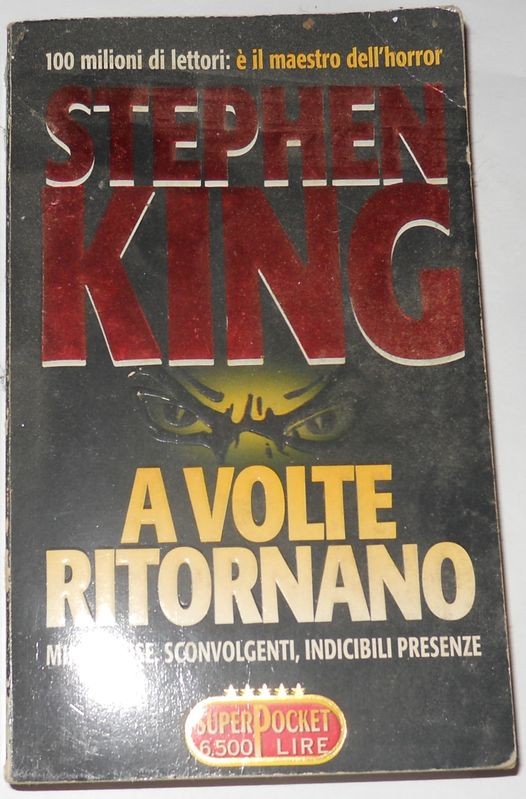 100 milioni di lettori: è il maestro dell'horror
STEPHEN
KING
A VOLTE
RITORNANO
SCONVOLGENTI, INDICIBILI PRESENZE
SUPERPOCKET
6.500 LIRE